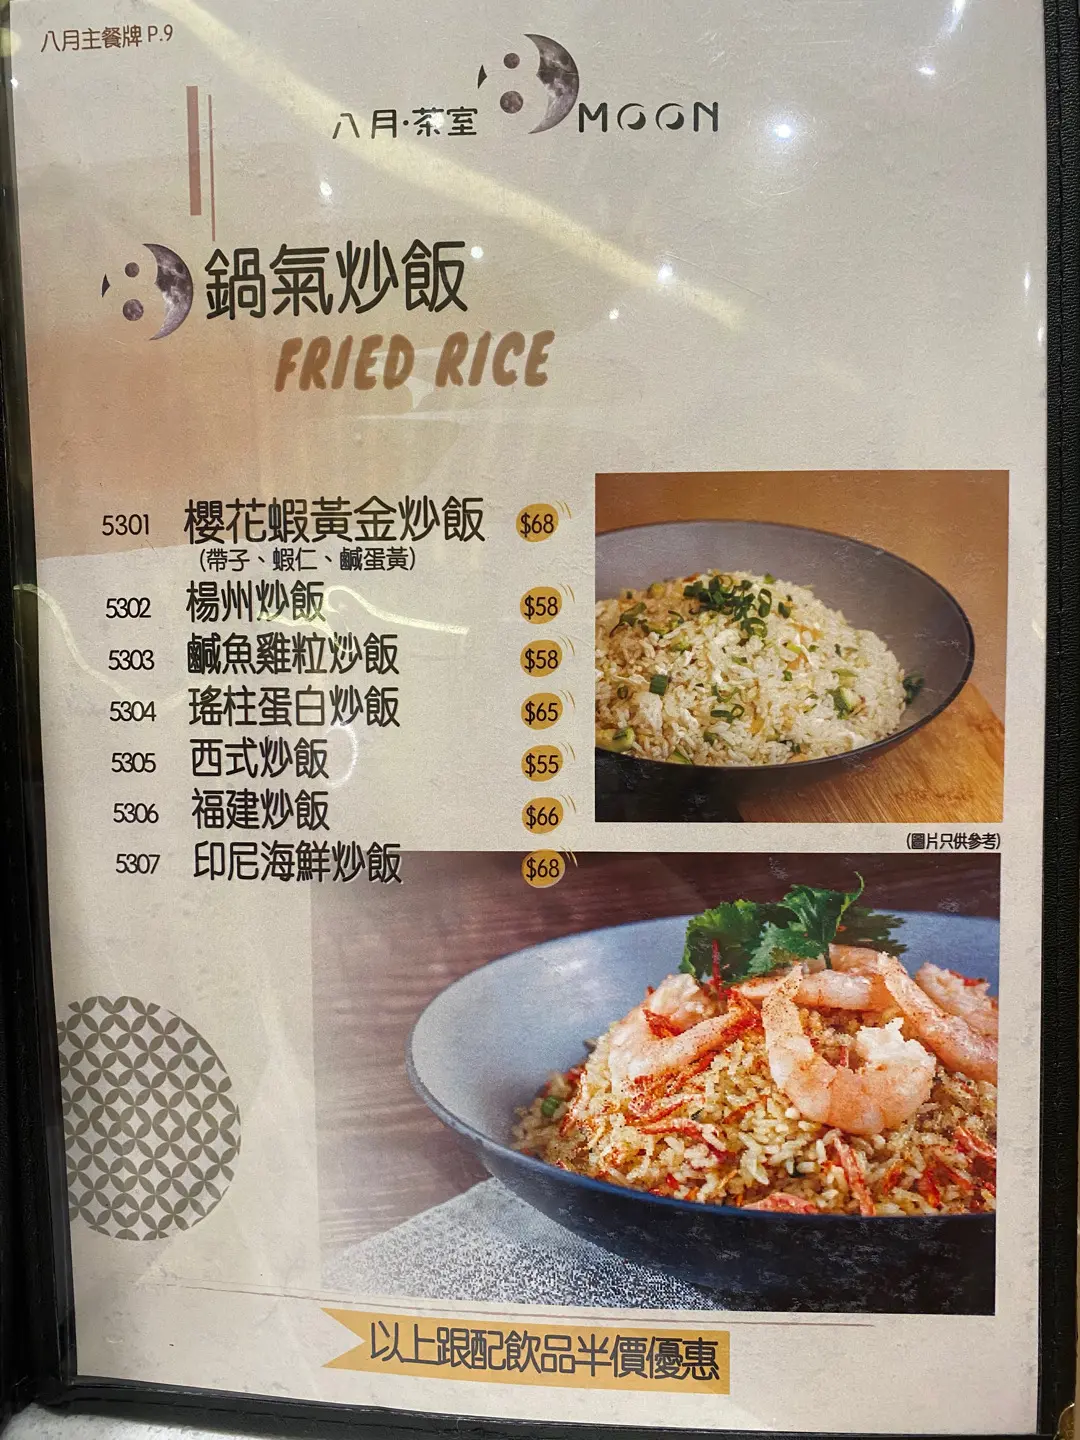 八月主餐牌 P.9
八月·茶室 MOON
鍋氣炒飯
FRIED RICE
5301 櫻花蝦黃金炒飯 $68
(帶子、蝦仁、鹹蛋黃)
5302 楊州炒飯 $58
5303 鹹魚雞粒炒飯 $58
5304 瑤柱蛋白炒飯 $65
5305 西式炒飯 $55
5306 福建炒飯 $66
5307 印尼海鮮炒飯 $68
(圖片只供參考)
以上跟配飲品半價優惠